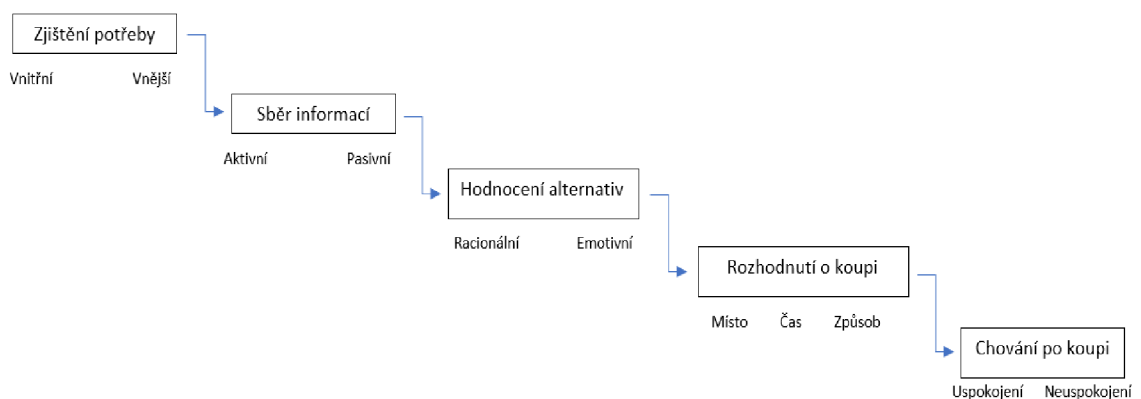 Zjištění potřeby
Vnitřní Vnější
Sběr informací
Aktivní Pasivní
Hodnocení alternativ
Racionální Emotivní
Rozhodnutí o koupi
Místo Čas Způsob
Chování po koupi
Uspokojení Neuspokojení